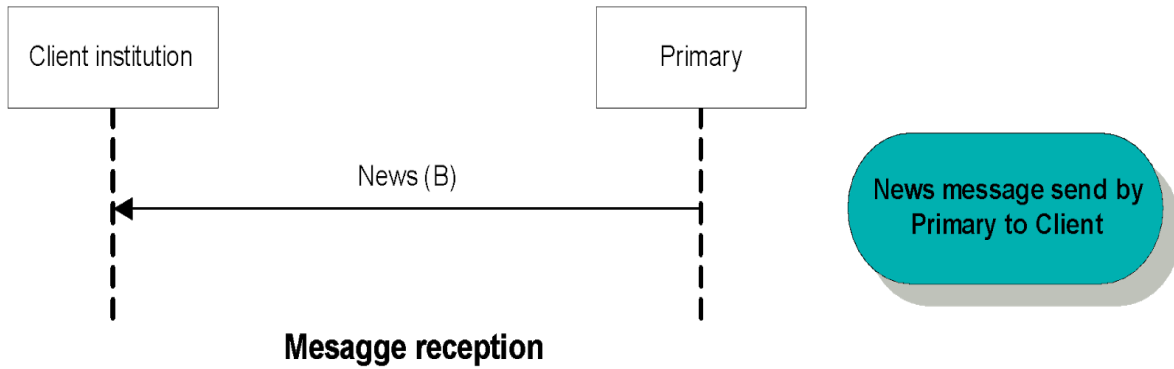 Client institution
Primary
News (B)
News message send by
Primary to Client
Mesagge reception